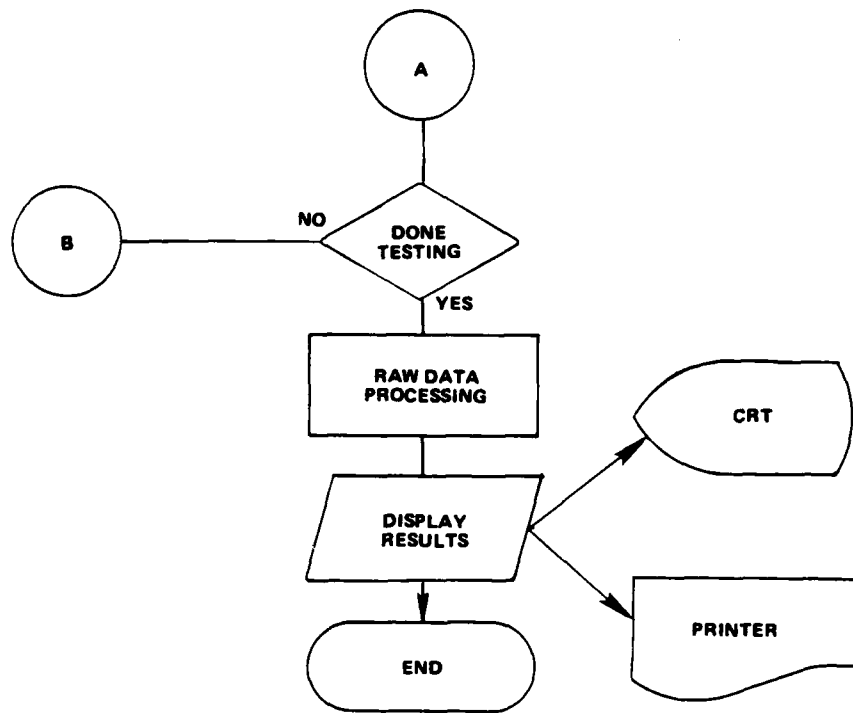 A
B
NO
DONE
TESTING
YES
RAW DATA
PROCESSING
CRT
DISPLAY
RESULTS
PRINTER
END